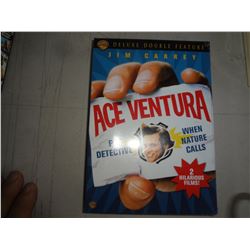 DELUXE DOUBLE FEATURE
JIM CARREY
ACE VENTURA
PET DETECTIVE
WHEN NATURE CALLS
2 HILARIOUS FILMS!